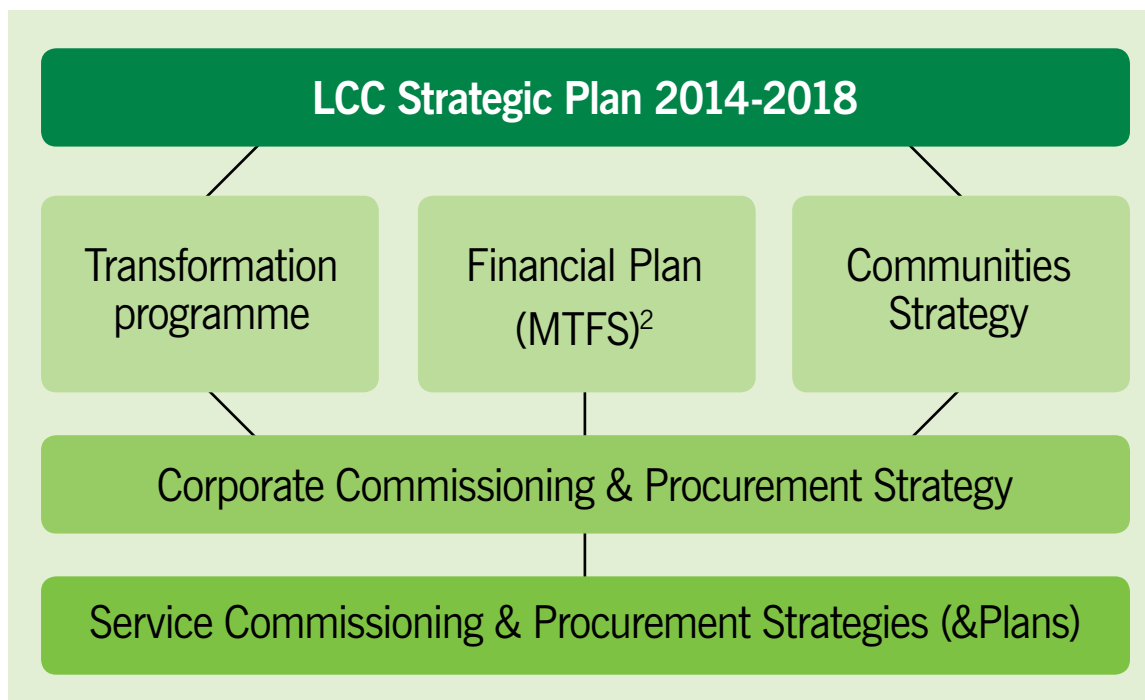 LCC Strategic Plan 2014-2018
Transformation
programme
Financial Plan
(MTFS)²
Communities
Strategy
Corporate Commissioning & Procurement Strategy
Service Commissioning & Procurement Strategies (&Plans)